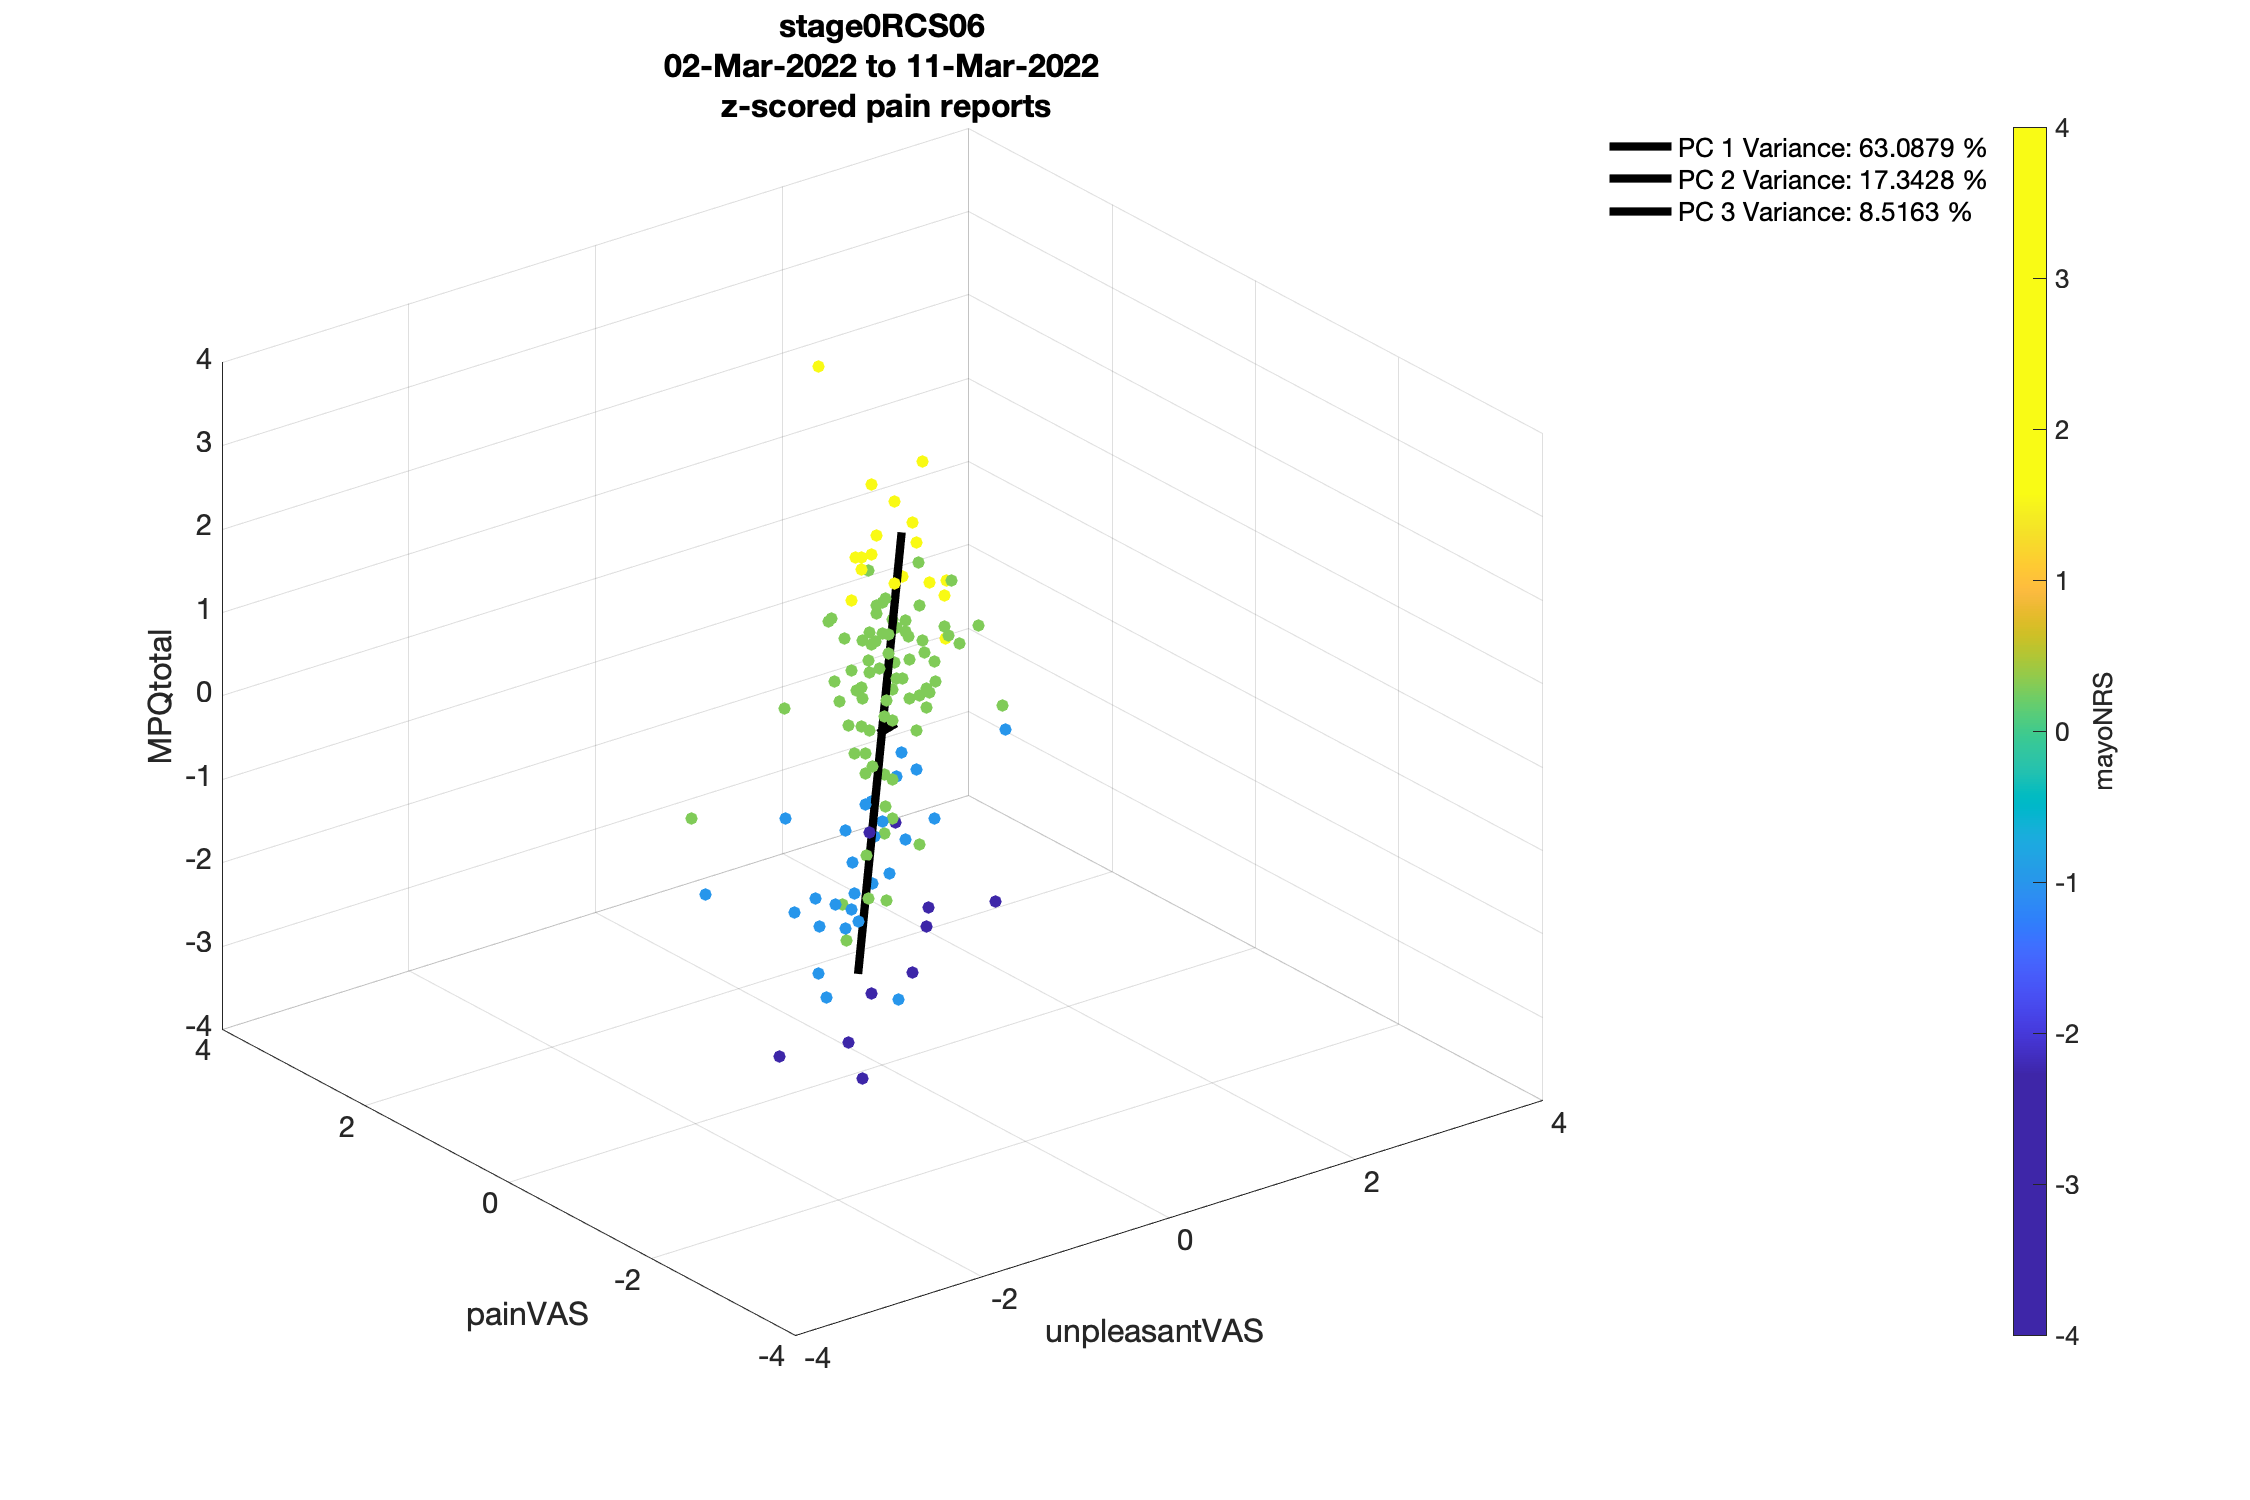 stage0RCS06
02-Mar-2022 to 11-Mar-2022
z-scored pain reports
PC 1 Variance: 63.0879 %
PC 2 Variance: 17.3428 %
PC 3 Variance: 8.5163 %
4
3
2
1
0
-1
-2
-3
-4
MPQtotal
4
2
0
-2
-4
painVAS
-4
-2
0
2
4
unpleasantVAS
4
3
2
1
0
-1
-2
-3
-4
mayoNRS